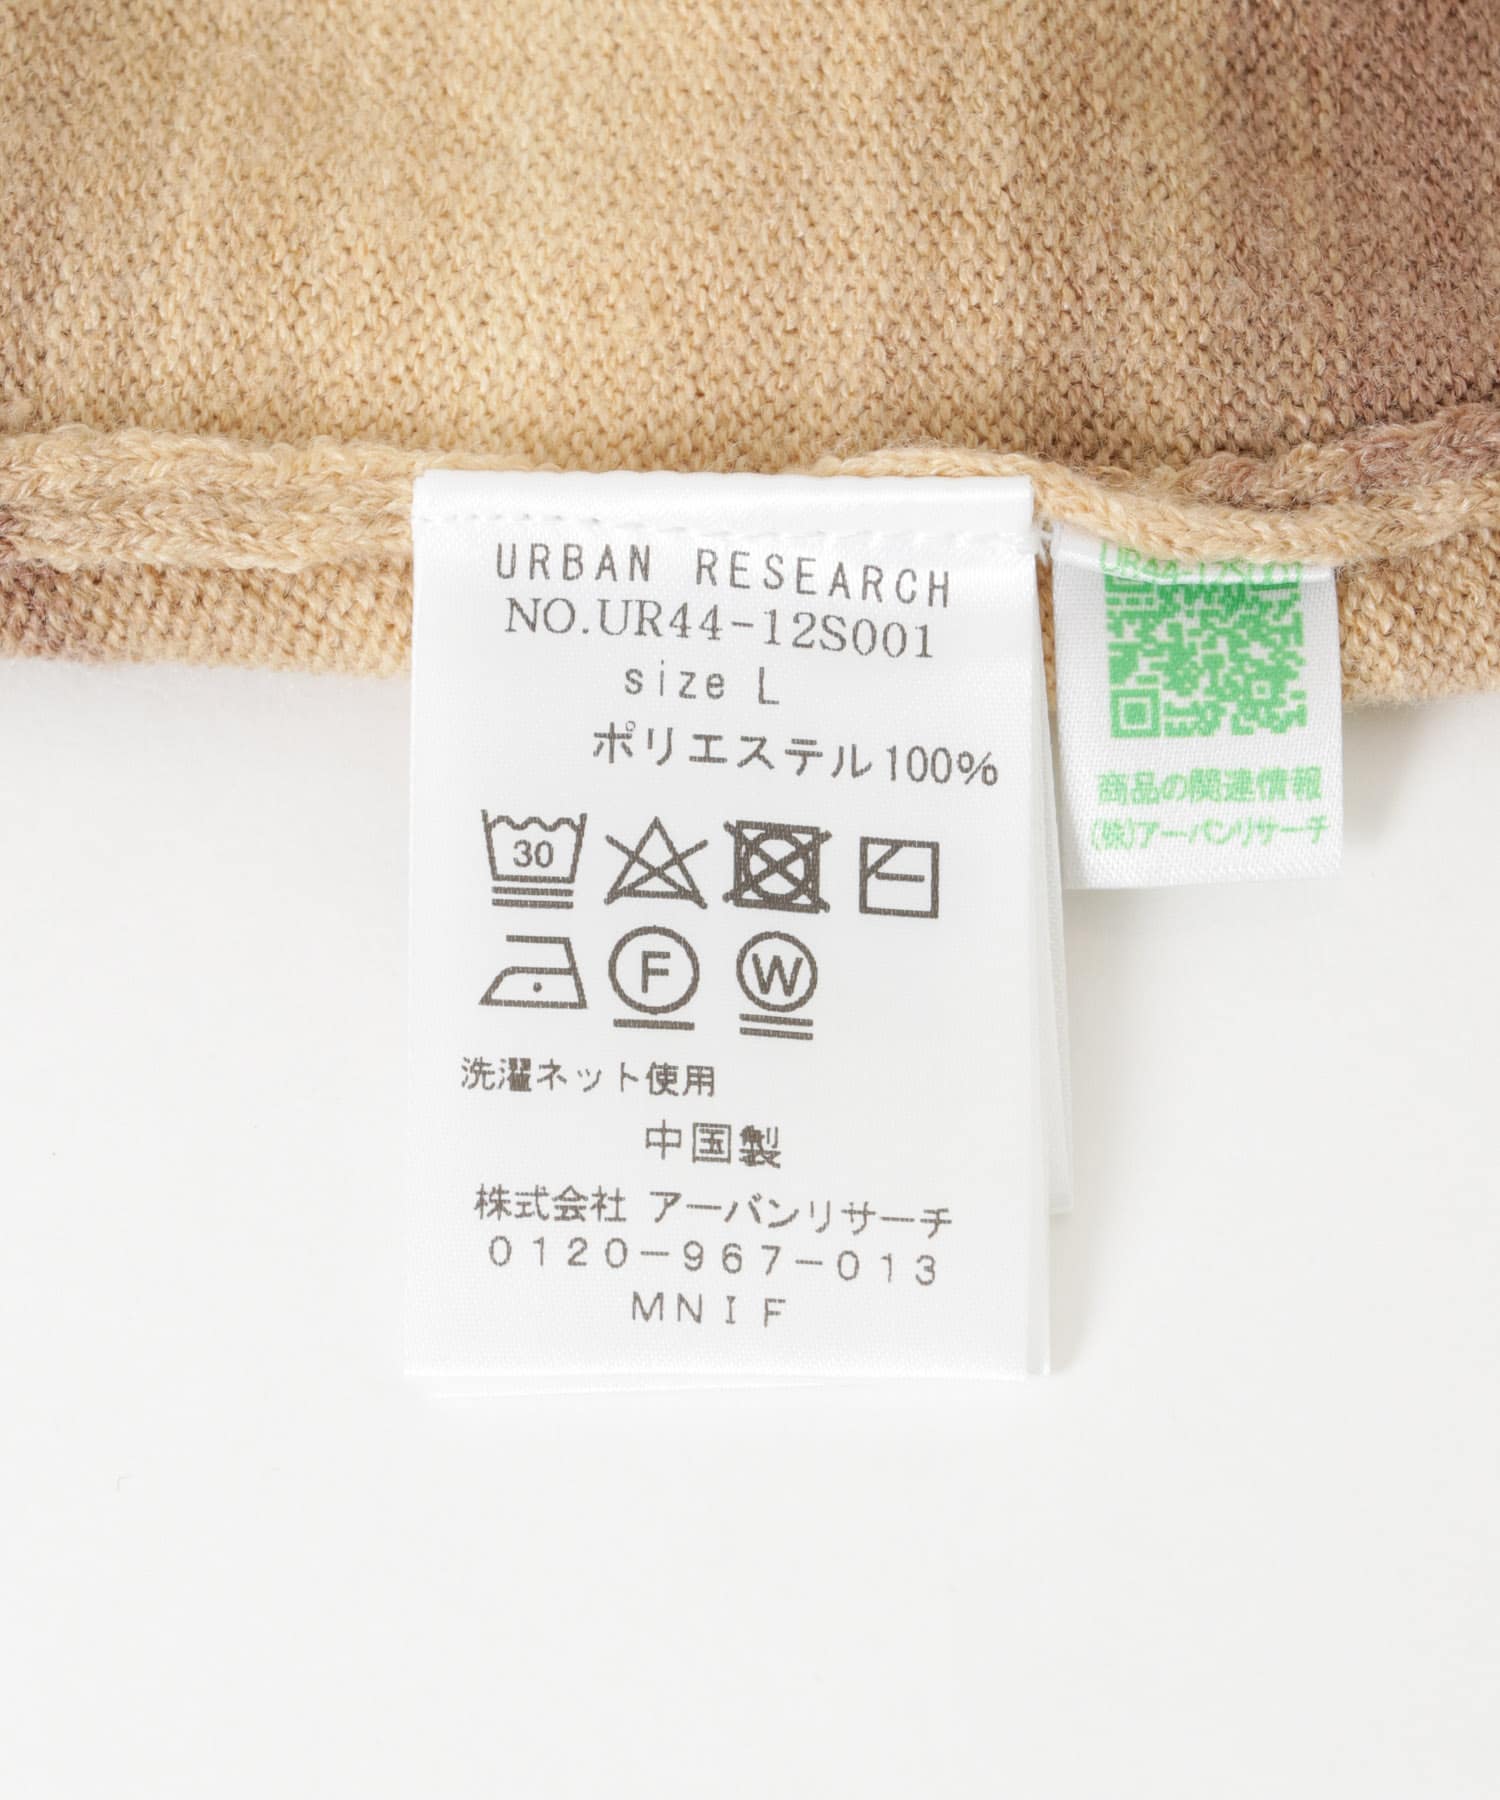 URBAN RESEARCH
NO.UR44-12S001
size L
ポリエステル100%
30
F
W
洗濯ネット使用
中国製
株式会社 アーバンリサーチ
0120-967-013
MNIF
UR44-12S001
商品の関連情報
(株)アーバンリサーチ